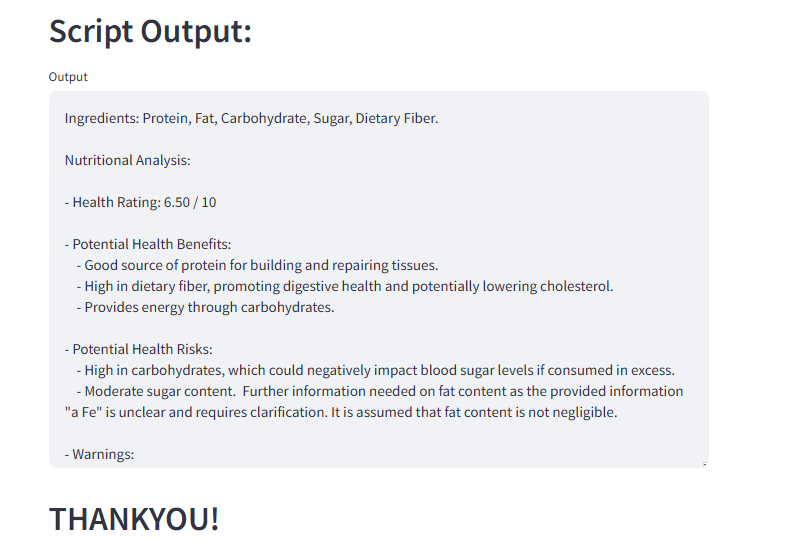 Script Output:
Output
Ingredients: Protein, Fat, Carbohydrate, Sugar, Dietary Fiber.
Nutritional Analysis:
- Health Rating: 6.50 / 10
- Potential Health Benefits:
- Good source of protein for building and repairing tissues.
- High in dietary fiber, promoting digestive health and potentially lowering cholesterol.
- Provides energy through carbohydrates.
- Potential Health Risks:
- High in carbohydrates, which could negatively impact blood sugar levels if consumed in excess.
- Moderate sugar content.  Further information needed on fat content as the provided information
"a Fe" is unclear and requires clarification. It is assumed that fat content is not negligible.
- Warnings:
THANKYOU!